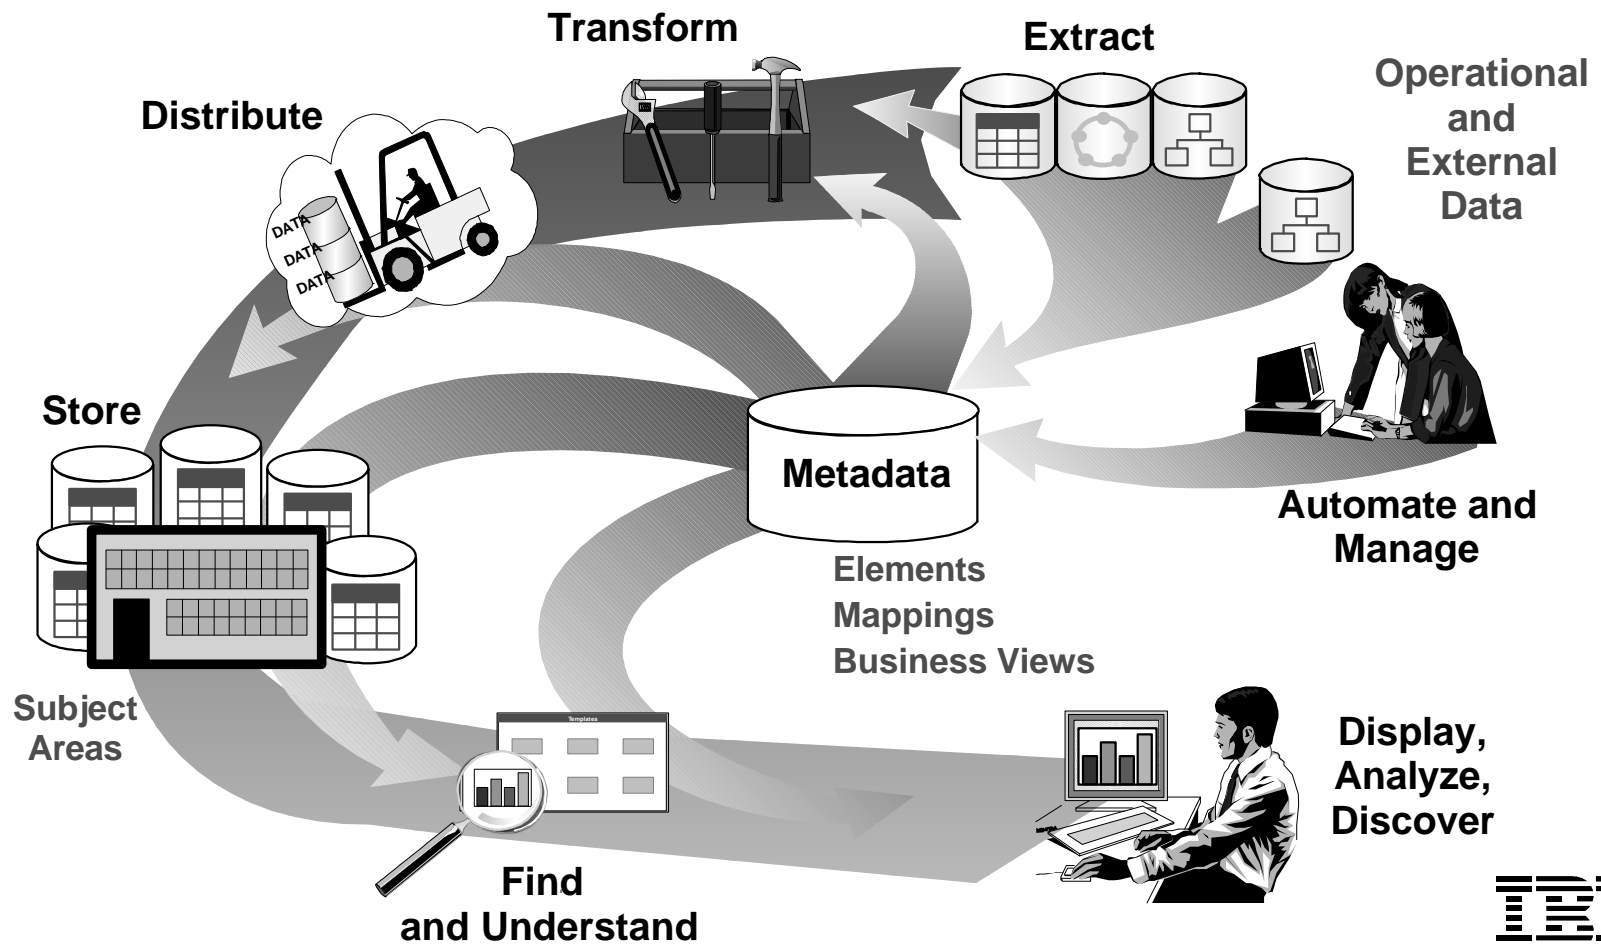 Transform
Extract
Operational
and
External
Data
Distribute
DATA
DATA
DATA
Store
Metadata
Automate and
Manage
Elements
Mappings
Business Views
Subject
Areas
Templates
Display,
Analyze,
Discover
Find
and Understand